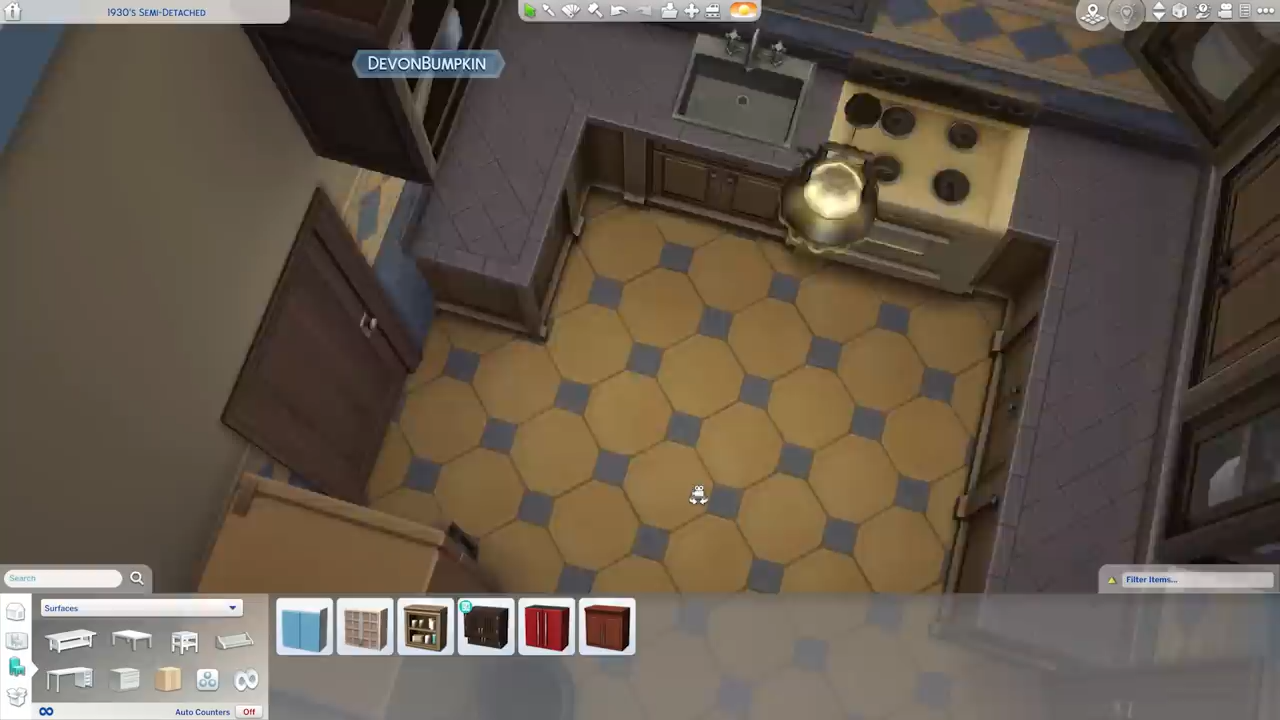 1930's Semi-Detached
DevonBumpkin
Search
Filter Items...
Surfaces
Auto Counters
Off